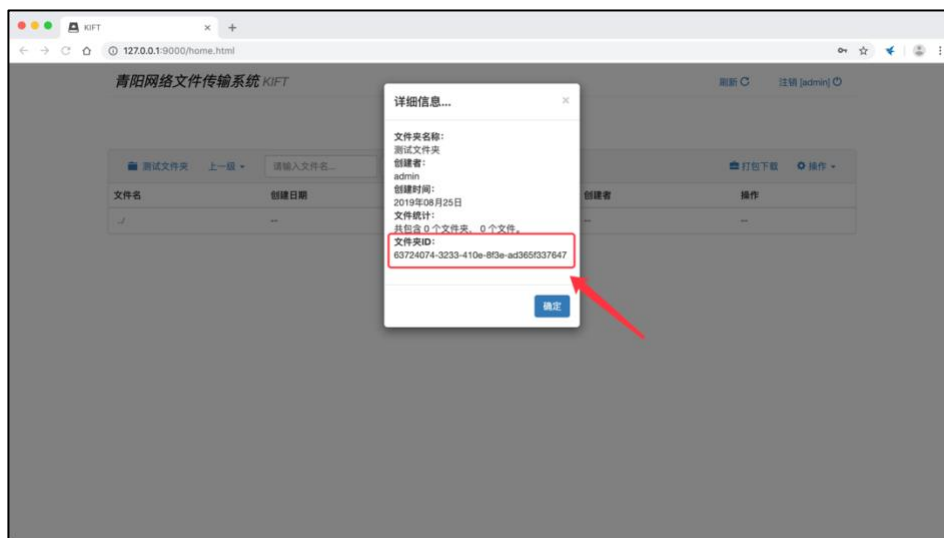 KIFT
127.0.0.1:9000/home.html
青阳网络文件传输系统 KIFT
刷新
注销 [admin]
详细信息...
文件夹名称:
测试文件夹
创建者:
admin
创建时间:
2019年08月25日
文件统计:
共包含 0 个文件夹、 0 个文件。
文件夹ID:
63724074-3233-410e-8f3e-ad365f337647
确定
测试文件夹 上一级 请输入文件名... 打包下载 操作
文件名 创建日期 创建者 操作
../ -- -- --